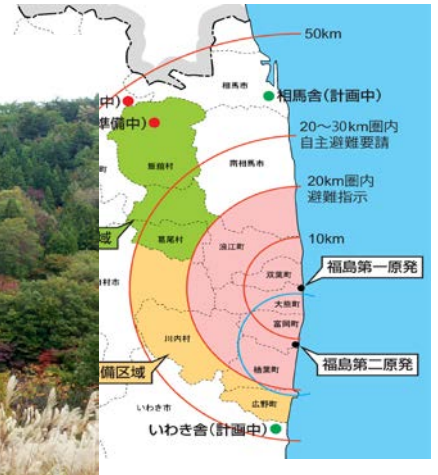 50km
相馬市
相馬舎(計画中)
中)
準備中)
20～30km圏内
自主避難要請
飯舘村
南相馬市
20km圏内
避難指示
域
葛尾村
浪江町
10km
双葉町
福島第一原発
大熊町
田村市
富岡町
川内村
福島第二原発
備区域
楢葉町
広野町
いわき市
いわき舎(計画中)